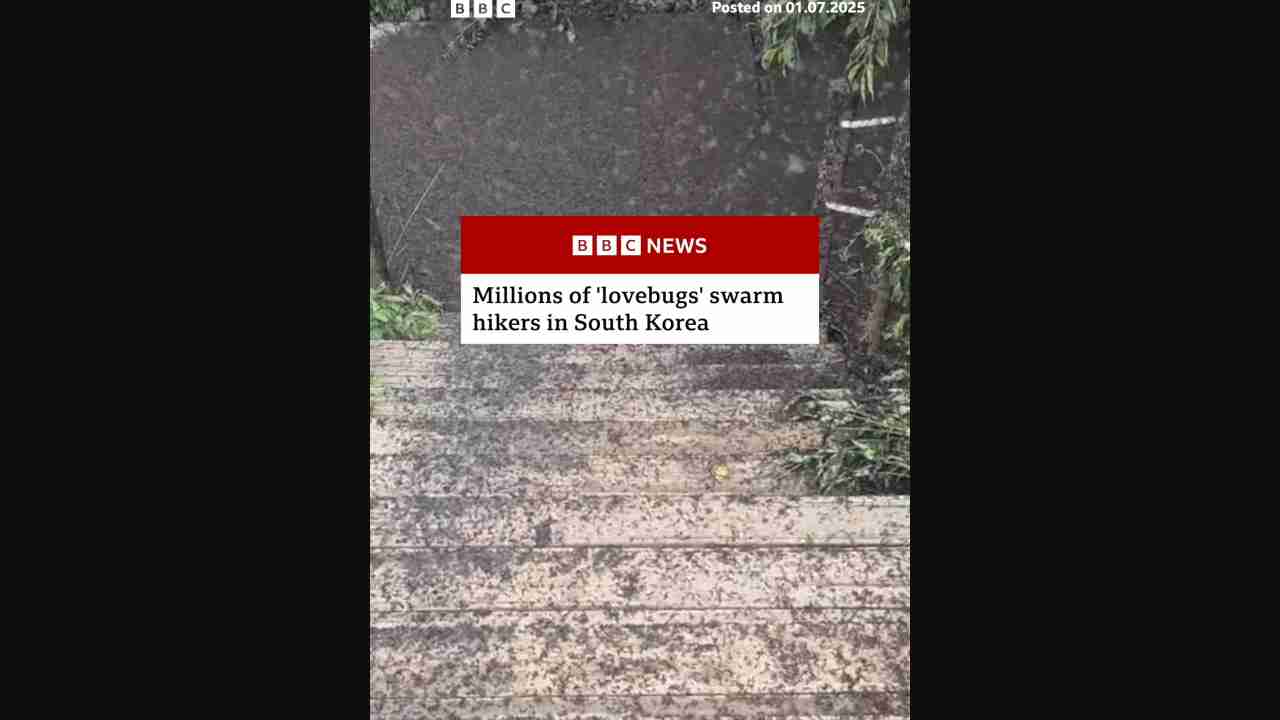 BBC
Posted on 01.07.2025
BBC NEWS
Millions of 'lovebugs' swarm
hikers in South Korea